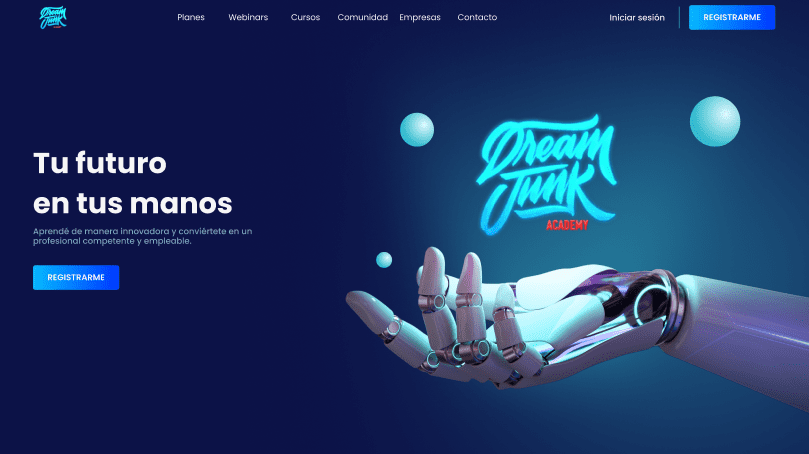 Dream
Junk
Planes
Webinars
Cursos
Comunidad
Empresas
Contacto
Iniciar sesión
REGISTRARME
Dream
Junk
ACADEMY
Tu futuro
en tus manos
Aprendé de manera innovadora y conviértete en un
profesional competente y empleable.
REGISTRARME